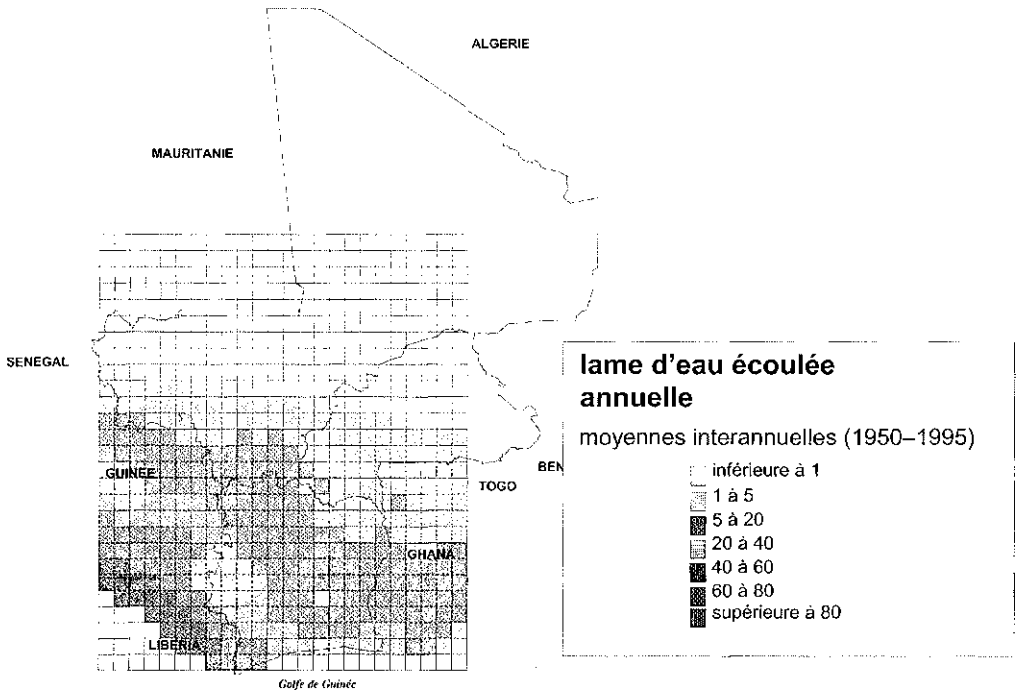 ALGERIE
MAURITANIE
SENEGAL
lame d'eau écoulée
annuelle
moyennes interannuelles (1950–1995)
GUINEE
BEN
inférieure à 1
TOGO
1 à 5
5 à 20
20 à 40
GHANA
40 à 60
60 à 80
supérieure à 80
LIBERIA
Golfe de Guinée